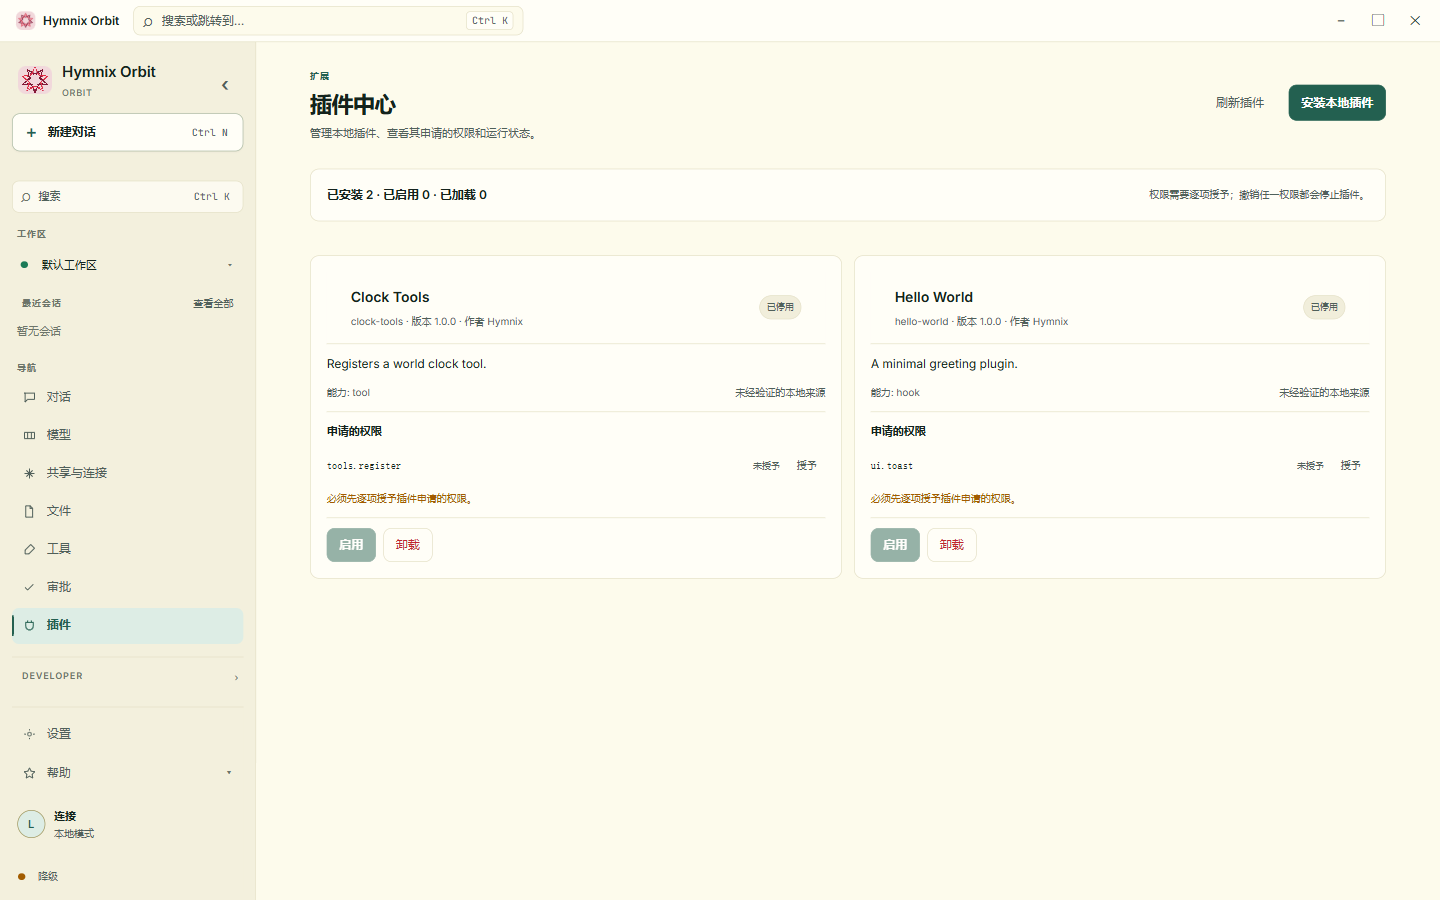 Hymnix Orbit
搜索或跳转到...
Ctrl K
Hymnix Orbit
ORBIT
新建对话
Ctrl N
搜索
Ctrl K
工作区
默认工作区
最近会话
查看全部
暂无会话
导航
对话
模型
共享与连接
文件
工具
审批
插件
DEVELOPER
设置
帮助
L
连接
本地模式
降级
扩展
插件中心
管理本地插件、查看其申请的权限和运行状态。
刷新插件
安装本地插件
已安装 2 · 已启用 0 · 已加载 0
权限需要逐项授予；撤销任一权限都会停止插件。
Clock Tools
clock-tools · 版本 1.0.0 · 作者 Hymnix
已停用
Registers a world clock tool.
能力: tool
未经验证的本地来源
申请的权限
tools.register
未授予
授予
必须先逐项授予插件申请的权限。
启用
卸载
Hello World
hello-world · 版本 1.0.0 · 作者 Hymnix
已停用
A minimal greeting plugin.
能力: hook
未经验证的本地来源
申请的权限
ui.toast
未授予
授予
必须先逐项授予插件申请的权限。
启用
卸载